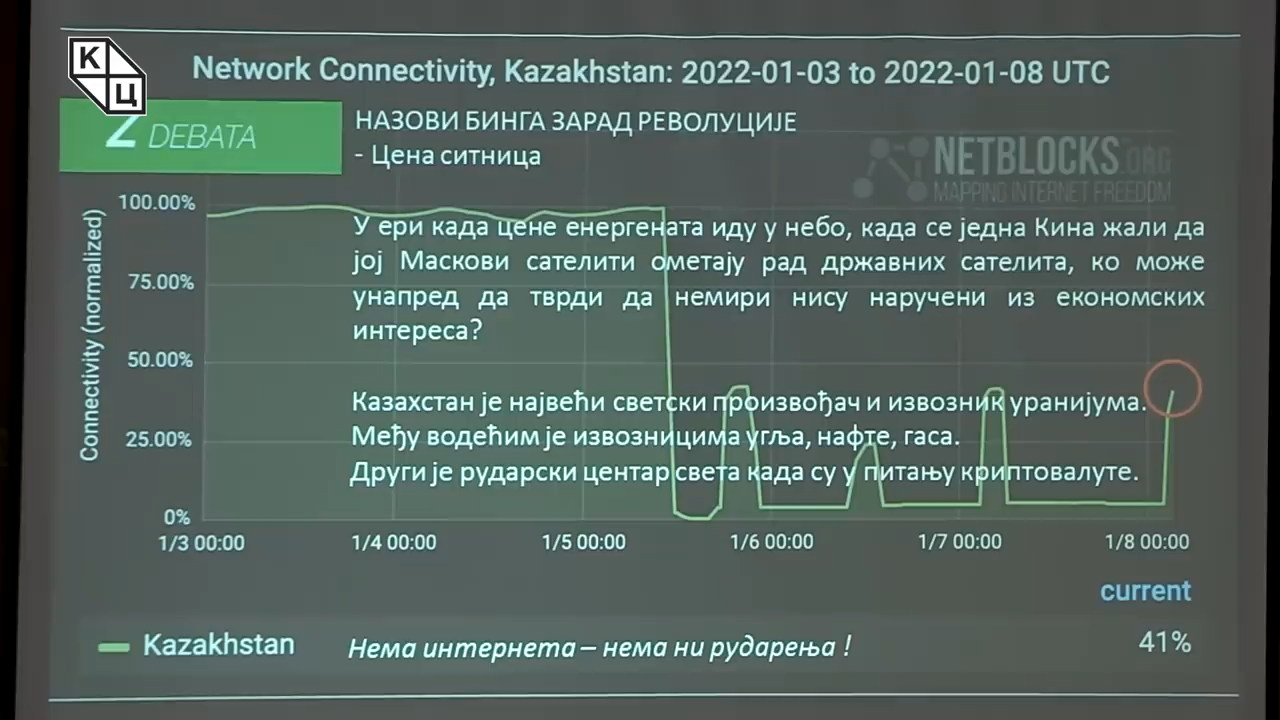 К
Ц
Network Connectivity, Kazakhstan: 2022-01-03 to 2022-01-08 UTC
2 DEBATA
НАЗОВИ БИНГА ЗАРАД РЕВОЛУЦИЈЕ
- Цена ситница
NETBLOCKS.ORG
MAPPING INTERNET FREEDOM
Connectivity (normalized)
100.00%
75.00%
50.00%
25.00%
0%
У ери када цене енергената иду у небо, када се једна Кина жали да
јој Маскови сателити ометају рад државних сателита, ко може
унапред да тврди да немири нису наручени из економских
интереса?
Казахстан је највећи светски произвођач и извозник уранијума.
Међу водећим је извозницима угља, нафте, гаса.
Други је рударски центар света када су у питању криптовалуте.
1/3 00:00 1/4 00:00 1/5 00:00 1/6 00:00 1/7 00:00 1/8 00:00
current
Kazakhstan
Нема интернета – нема ни рударења !
41%